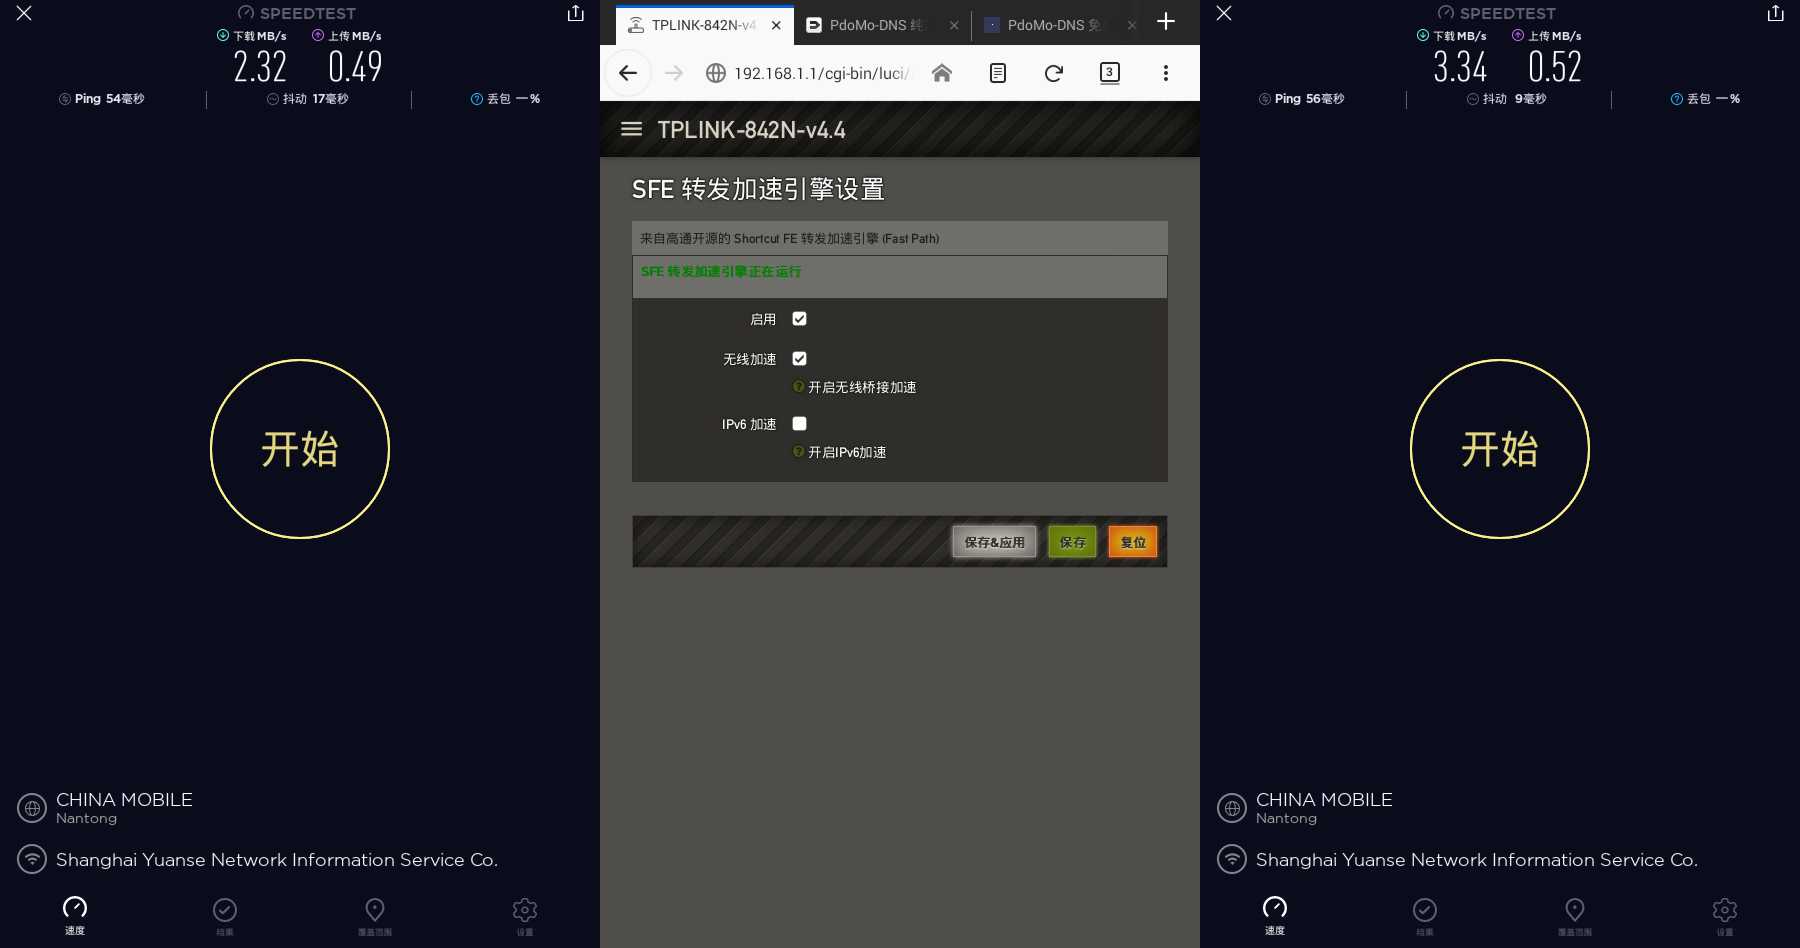 SPEEDTEST
下载 MB/s 上传 MB/s
2.32 0.49
Ping 54毫秒 抖动 17毫秒 丢包 一 %
开始
CHINA MOBILE
Nantong
Shanghai Yuanse Network Information Service Co.
速度 结果 覆盖范围 设置
TPLINK-842N-v4 PdoMo-DNS 纯 PdoMo-DNS 免
192.168.1.1/cgi-bin/luci/ 3
TPLINK-842N-v4.4
SFE 转发加速引擎设置
来自高通开源的 Shortcut FE 转发加速引擎 (Fast Path)
SFE 转发加速引擎正在运行
启用
无线加速
开启无线桥接加速
IPv6 加速
开启IPv6加速
保存&应用 保存 复位
SPEEDTEST
下载 MB/s 上传 MB/s
3.34 0.52
Ping 56毫秒 抖动 9毫秒 丢包 一 %
开始
CHINA MOBILE
Nantong
Shanghai Yuanse Network Information Service Co.
速度 结果 覆盖范围 设置